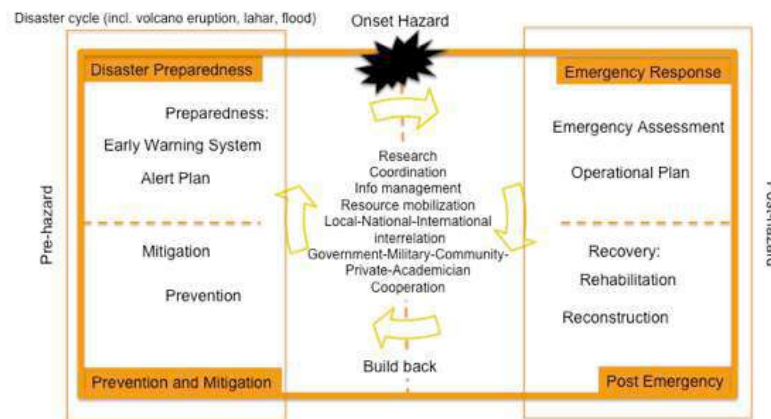 Disaster cycle (incl. volcano eruption, lahar, flood)
Onset Hazard
Disaster Preparedness
Emergency Response
Preparedness:
Early Warning System
Alert Plan
Emergency Assessment
Operational Plan
Research
Coordination
Info management
Resource mobilization
Local-National-International
interrelation
Government-Military-Community-
Private-Academician
Cooperation
Pre-hazard
Mitigation
Prevention
Recovery:
Rehabilitation
Reconstruction
Build back
Prevention and Mitigation
Post Emergency